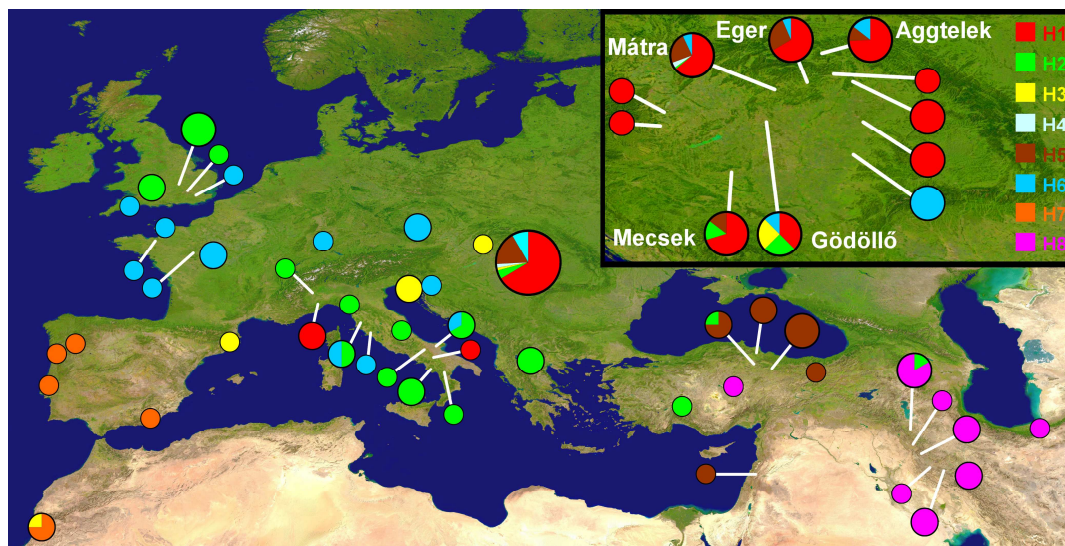 Mátra
Eger
Aggtelek
Mecsek
Gödöllő
H1
H2
H3
H4
H5
H6
H7
H8